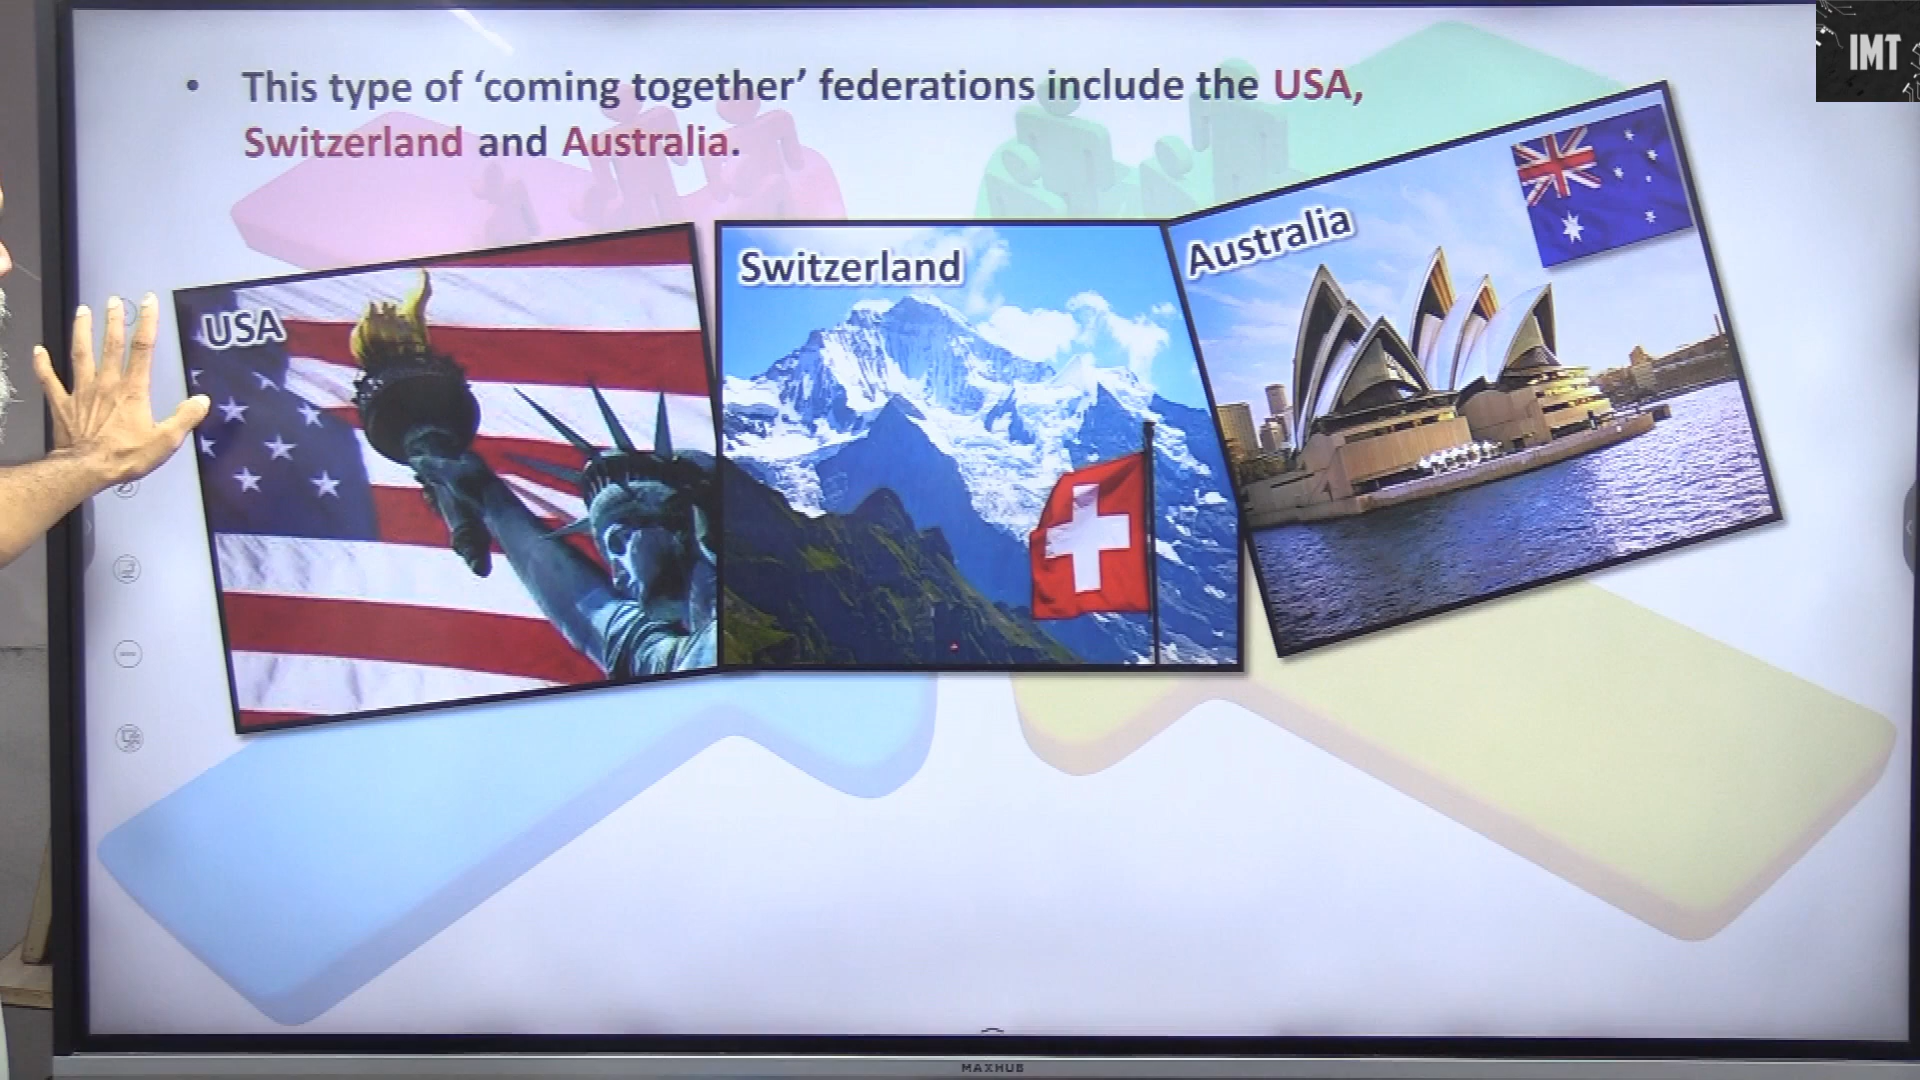 IMT
• This type of ‘coming together’ federations include the USA,
Switzerland and Australia.
USA
Switzerland
Australia
MAXHUB